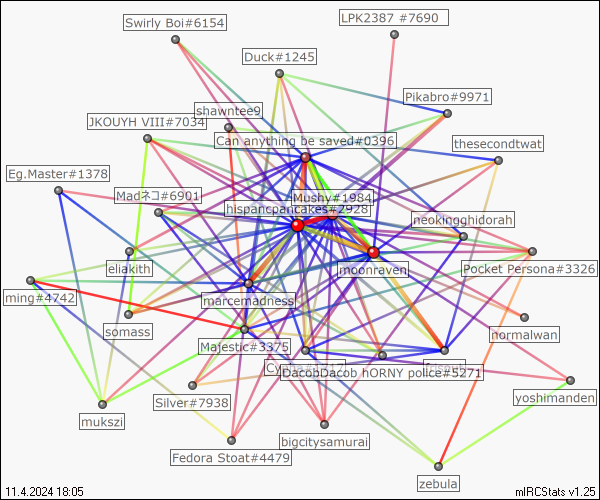 LPK2387 #7690
Swirly Boi#6154
Duck#1245
Pikabro#9971
shawntee9
JKOUYH VIII#7034
Can anything be saved#0396
thesecondtwat
Eg.Master#1378
Madネコ#6901
Mushy#1984
hispancpancakes#2928
neokingghidorah
eliakith
moonraven
Pocket Persona#3326
ming#4742
marcemadness
somass
normalwan
Majestic#3375
DacobDacob hORNY police#5271
Silver#7938
yoshimanden
mukszi
bigcitysamurai
Fedora Stoat#4479
zebula
11.4.2024 18:05
mIRCStats v1.25